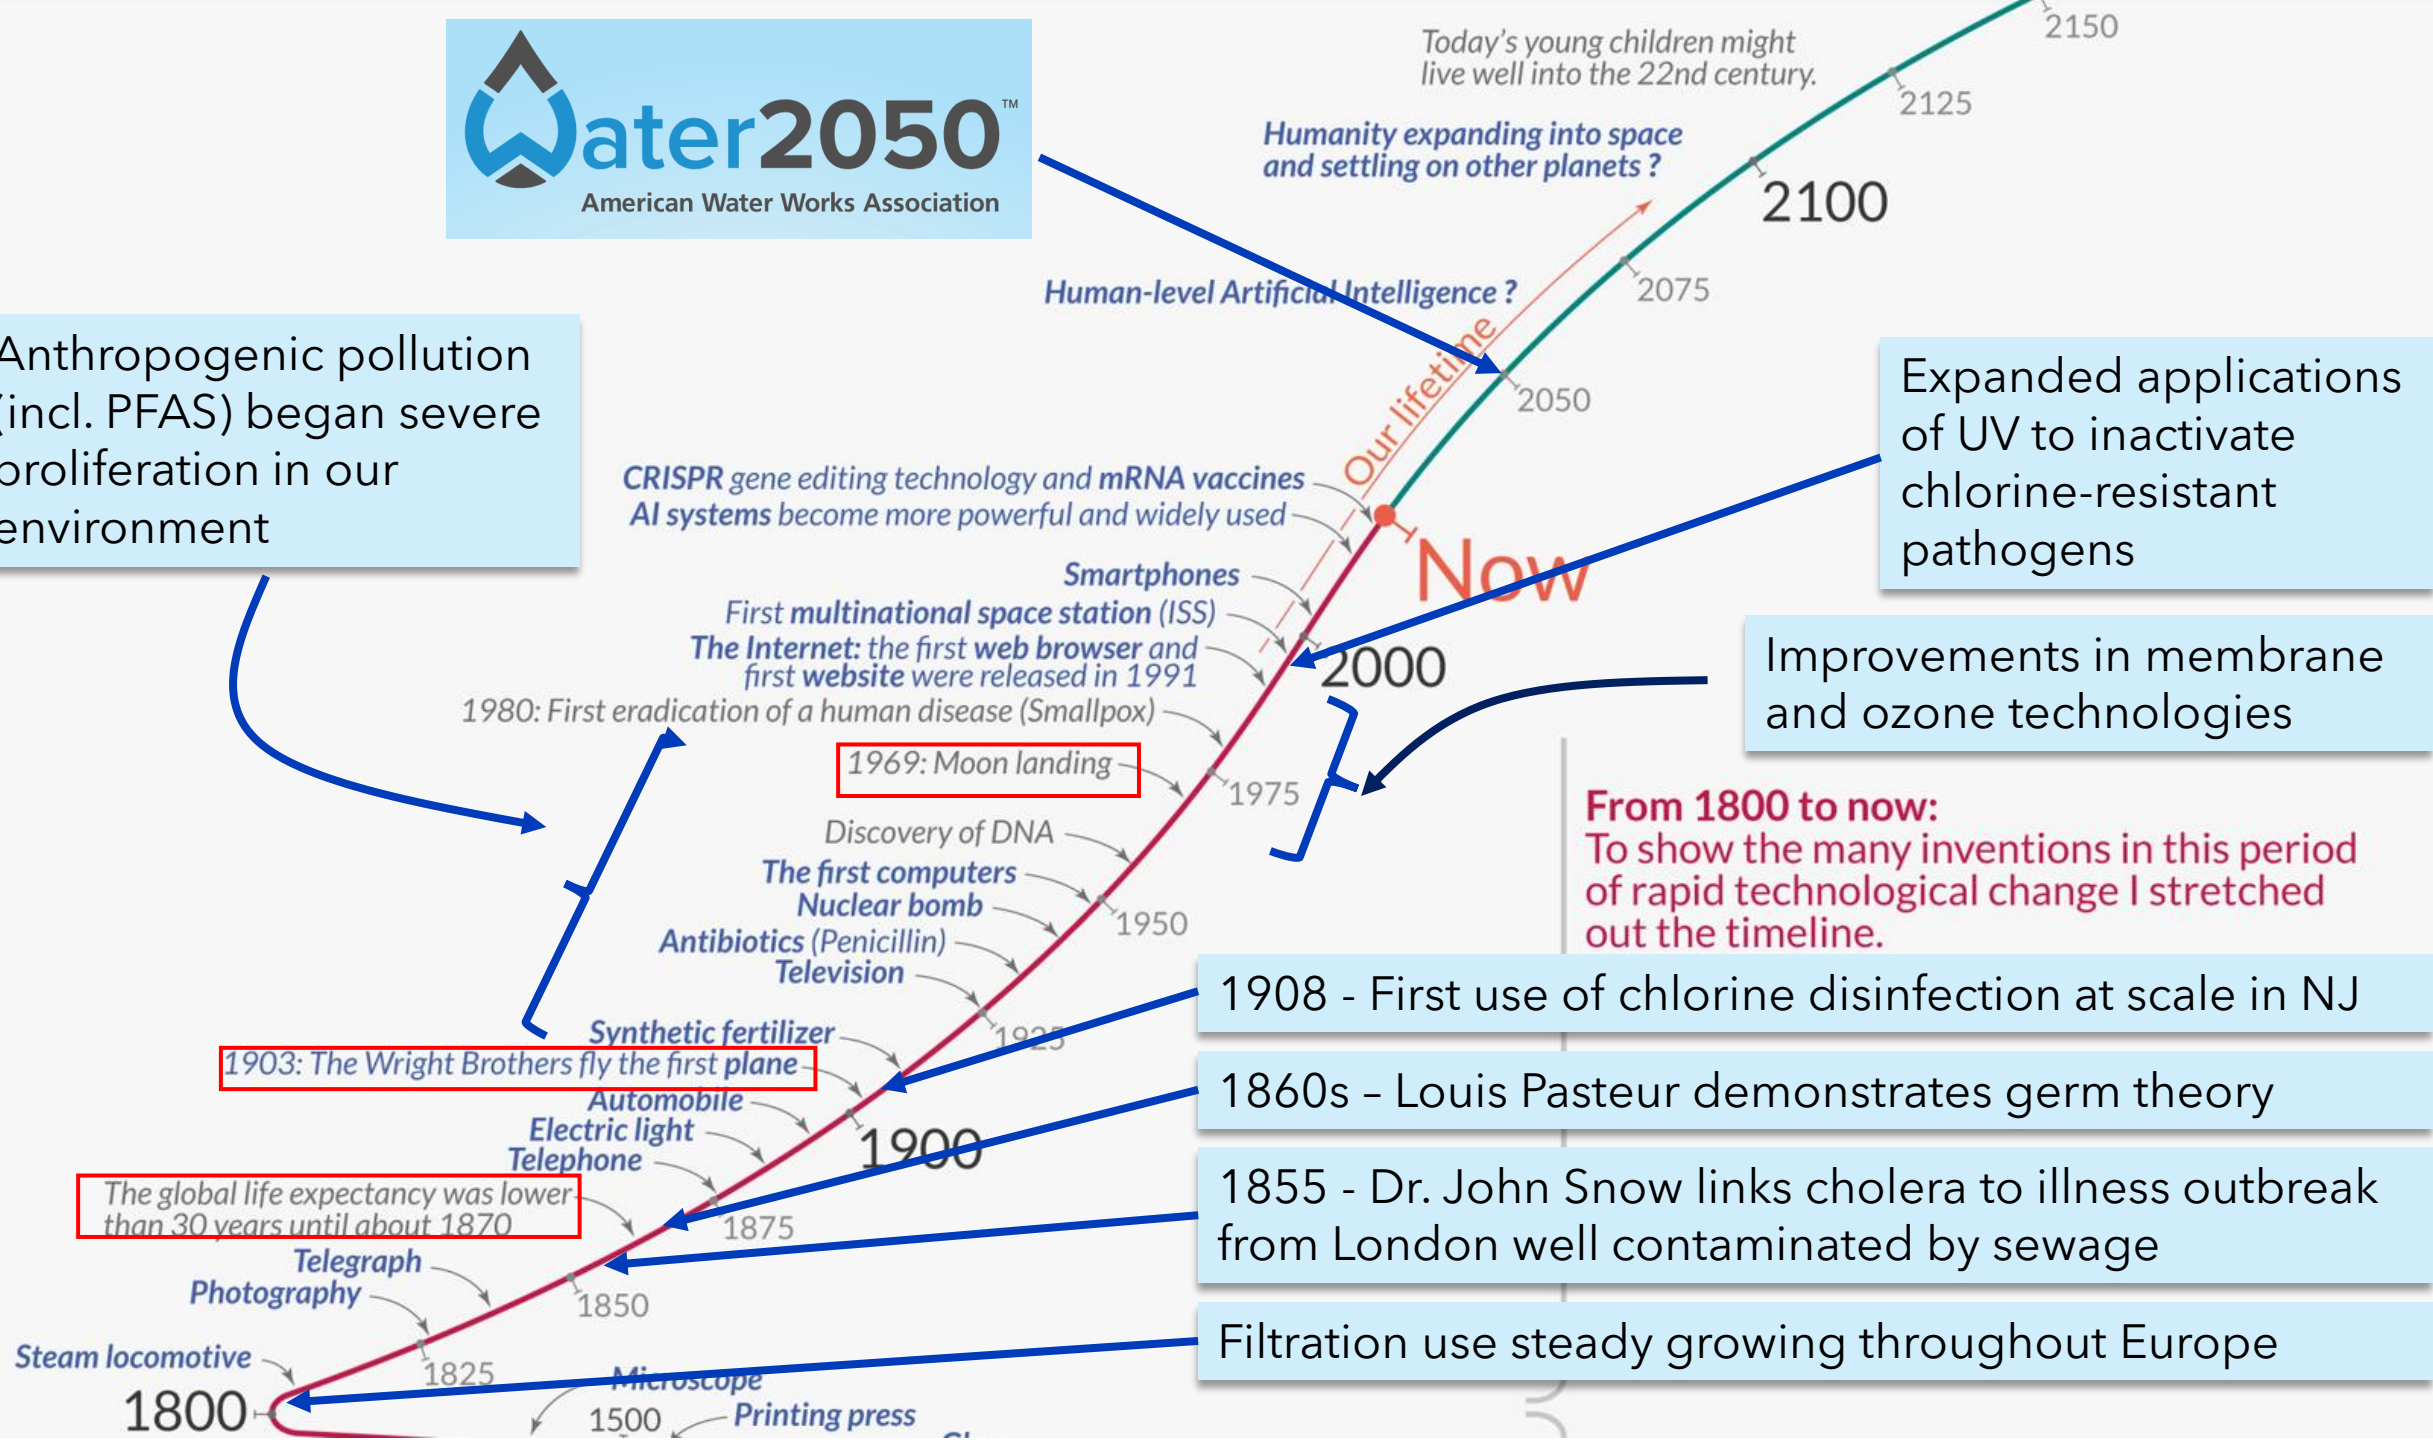 2150
Today's young children might
live well into the 22nd century.
2125
Water2050™
American Water Works Association
Humanity expanding into space
and settling on other planets ?
2100
Human-level Artificial Intelligence ?
2075
Our lifetime
2050
Anthropogenic pollution
(incl. PFAS) began severe
proliferation in our
environment
Expanded applications
of UV to inactivate
chlorine-resistant
pathogens
CRISPR gene editing technology and mRNA vaccines
AI systems become more powerful and widely used
Now
Smartphones
First multinational space station (ISS)
The Internet: the first web browser and
first website were released in 1991
2000
Improvements in membrane
and ozone technologies
1980: First eradication of a human disease (Smallpox)
1969: Moon landing
1975
From 1800 to now:
To show the many inventions in this period
of rapid technological change I stretched
out the timeline.
Discovery of DNA
The first computers
Nuclear bomb
1950
Antibiotics (Penicillin)
Television
1908 - First use of chlorine disinfection at scale in NJ
Synthetic fertilizer
1925
1903: The Wright Brothers fly the first plane
1860s – Louis Pasteur demonstrates germ theory
Automobile
Electric light
1900
Telephone
1855 - Dr. John Snow links cholera to illness outbreak
from London well contaminated by sewage
The global life expectancy was lower
than 30 years until about 1870
1875
Telegraph
Photography
1850
Filtration use steady growing throughout Europe
Steam locomotive
1825
Microscope
1800
1500
Printing press